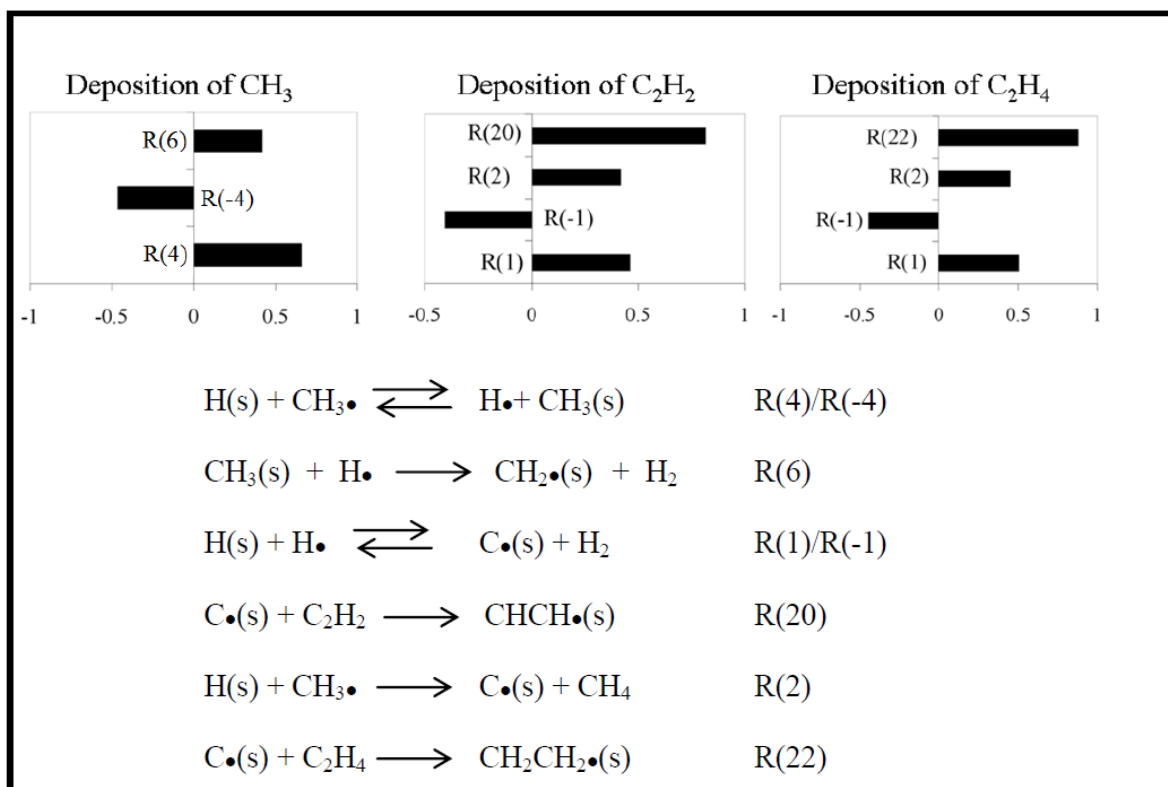 Deposition of CH₃ Deposition of C₂H₂ Deposition of C₂H₄
R(6)
R(-4)
R(4)
-1 -0.5 0 0.5 1
R(20)
R(2)
R(-1)
R(1)
-0.5 0 0.5 1
R(22)
R(2)
R(-1)
R(1)
-1 -0.5 0 0.5 1
H(s) + CH₃• ⇌ H•+ CH₃(s) R(4)/R(-4)
CH₃(s) + H• → CH₂•(s) + H₂ R(6)
H(s) + H• ⇌ C•(s) + H₂ R(1)/R(-1)
C•(s) + C₂H₂ → CHCH•(s) R(20)
H(s) + CH₃• → C•(s) + CH₄ R(2)
C•(s) + C₂H₄ → CH₂CH₂•(s) R(22)